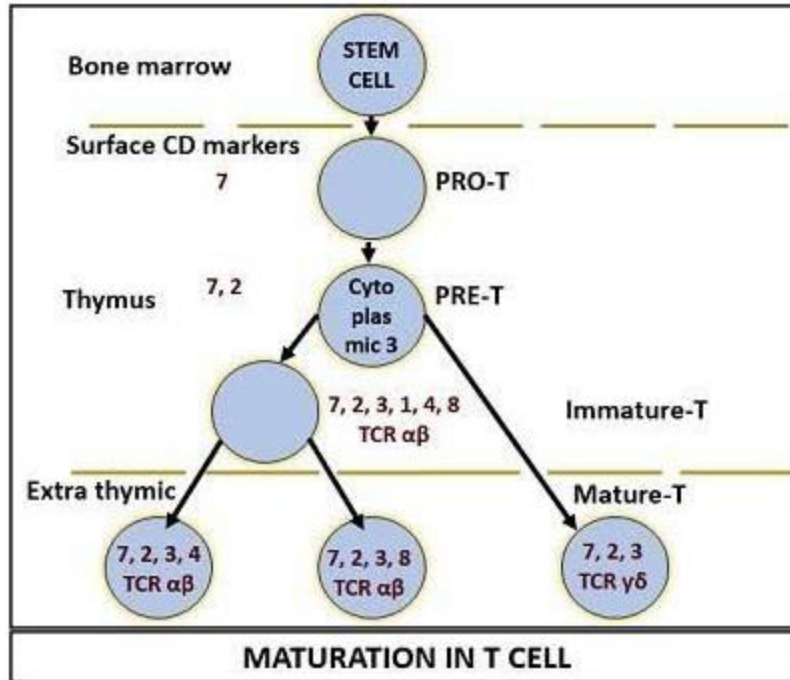 Bone marrow
STEM
CELL
Surface CD markers
7
PRO-T
Thymus
7, 2
Cyto
plas
mic 3
PRE-T
7, 2, 3, 1, 4, 8
TCR αβ
Immature-T
Extra thymic
Mature-T
7, 2, 3, 4
TCR αβ
7, 2, 3, 8
TCR αβ
7, 2, 3
TCR γδ
MATURATION IN T CELL